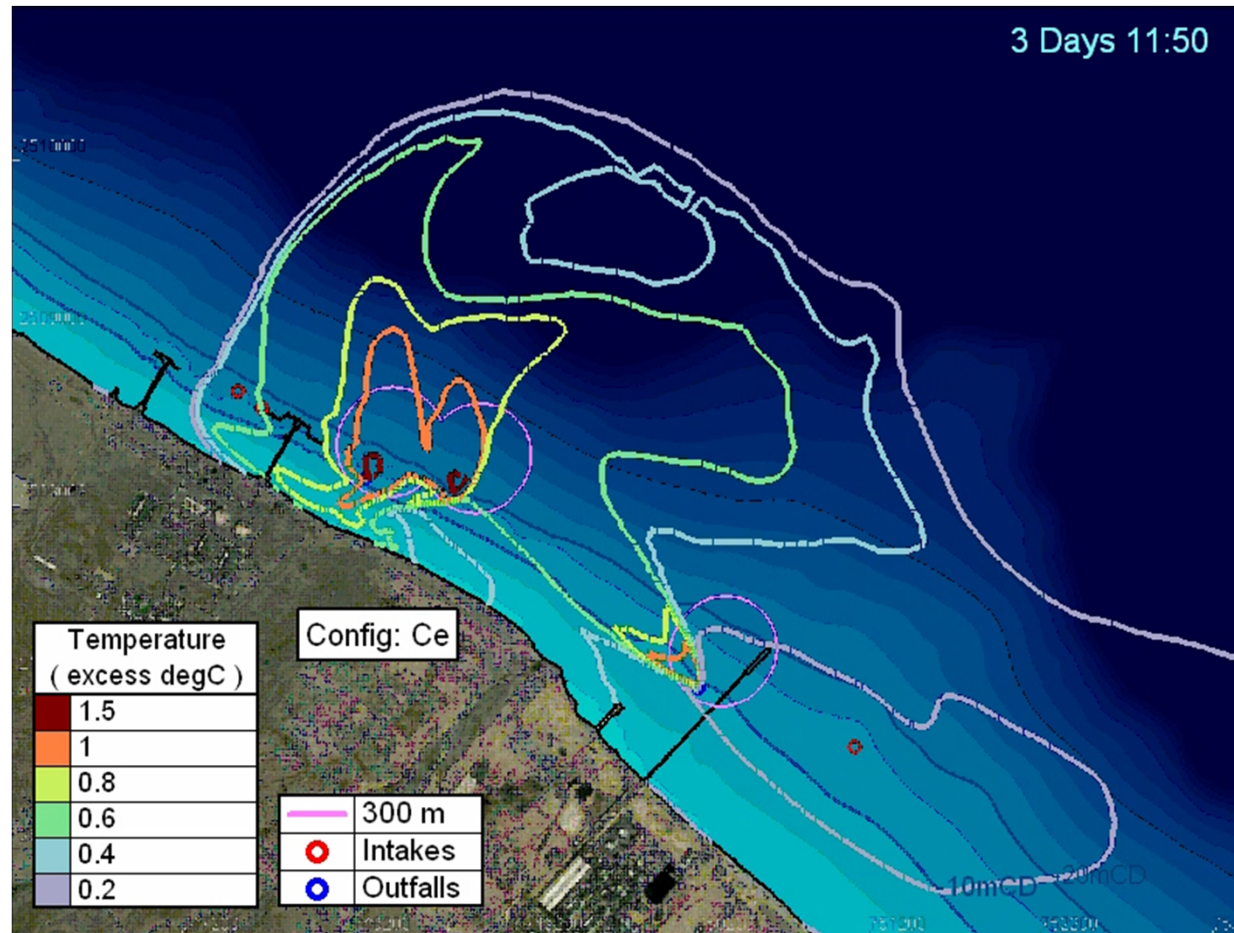 3 Days 11:50
Config: Ce
Temperature
( excess degC )
1.5
1
0.8
0.6
0.4
0.2
300 m
Intakes
Outfalls
10mCD
+20mCD